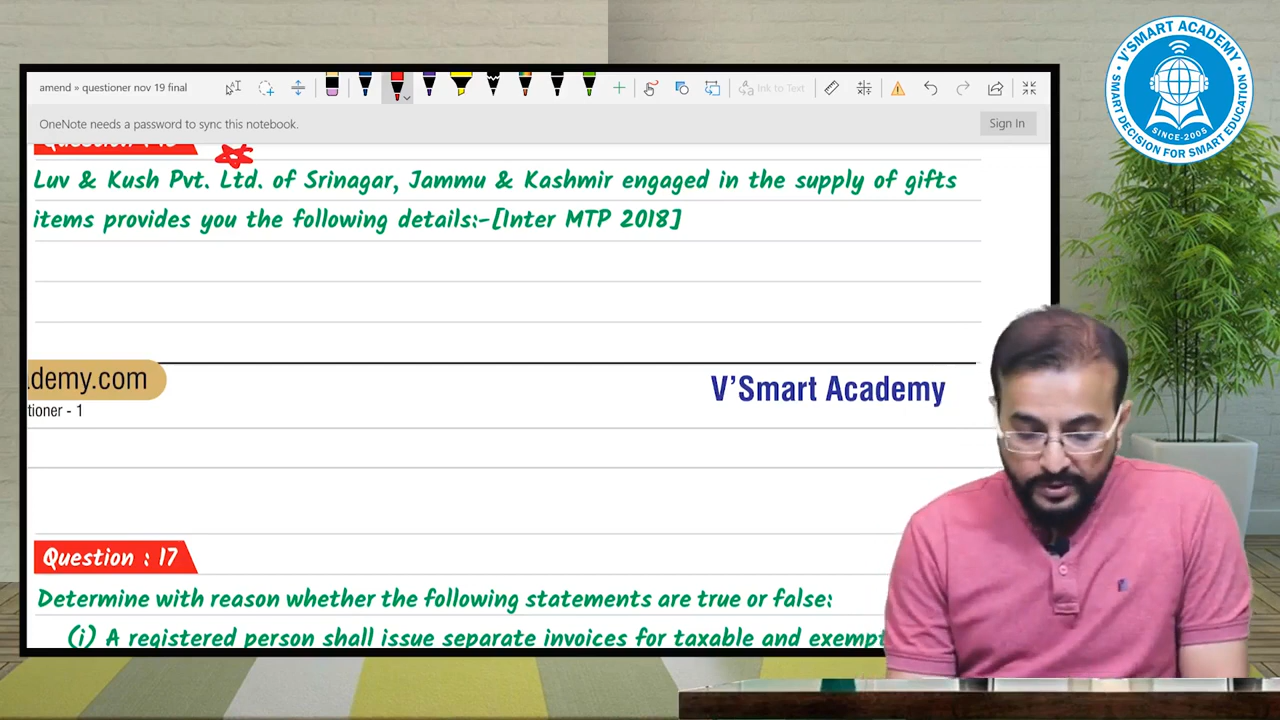 amend » questioner nov 19 final
Ink to Text
OneNote needs a password to sync this notebook.
Sign In
Luv & Kush Pvt. Ltd. of Srinagar, Jammu & Kashmir engaged in the supply of gifts
items provides you the following details:-[Inter MTP 2018]
demy.com
V'Smart Academy
tioner - 1
Question : 17
Determine with reason whether the following statements are true or false:
(i) A registered person shall issue separate invoices for taxable and exempt
V'SMART ACADEMY
SMART DECISION FOR SMART EDUCATION
SINCE-2005